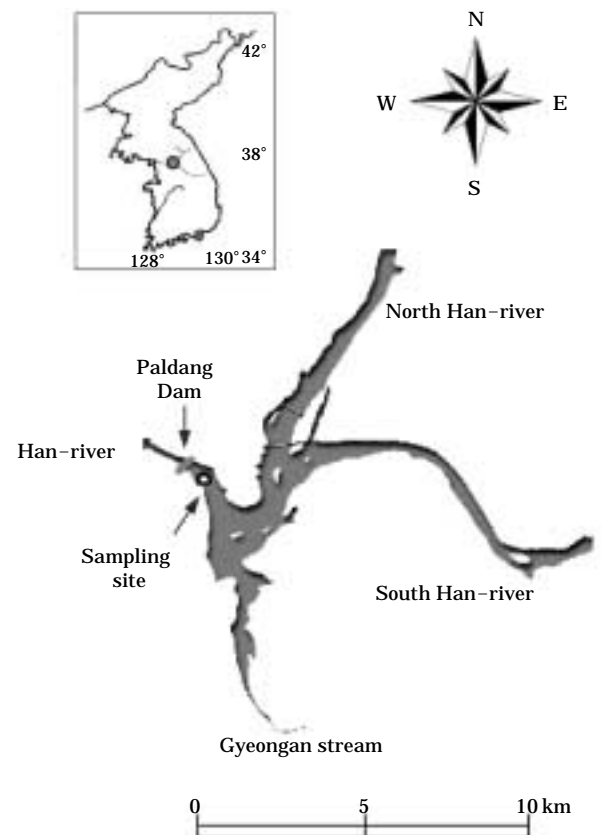 42°
38°
128°
130° 34°
N
W
E
S
North Han-river
Paldang
Dam
Han-river
Sampling
site
South Han-river
Gyeongan stream
0
5
10 km